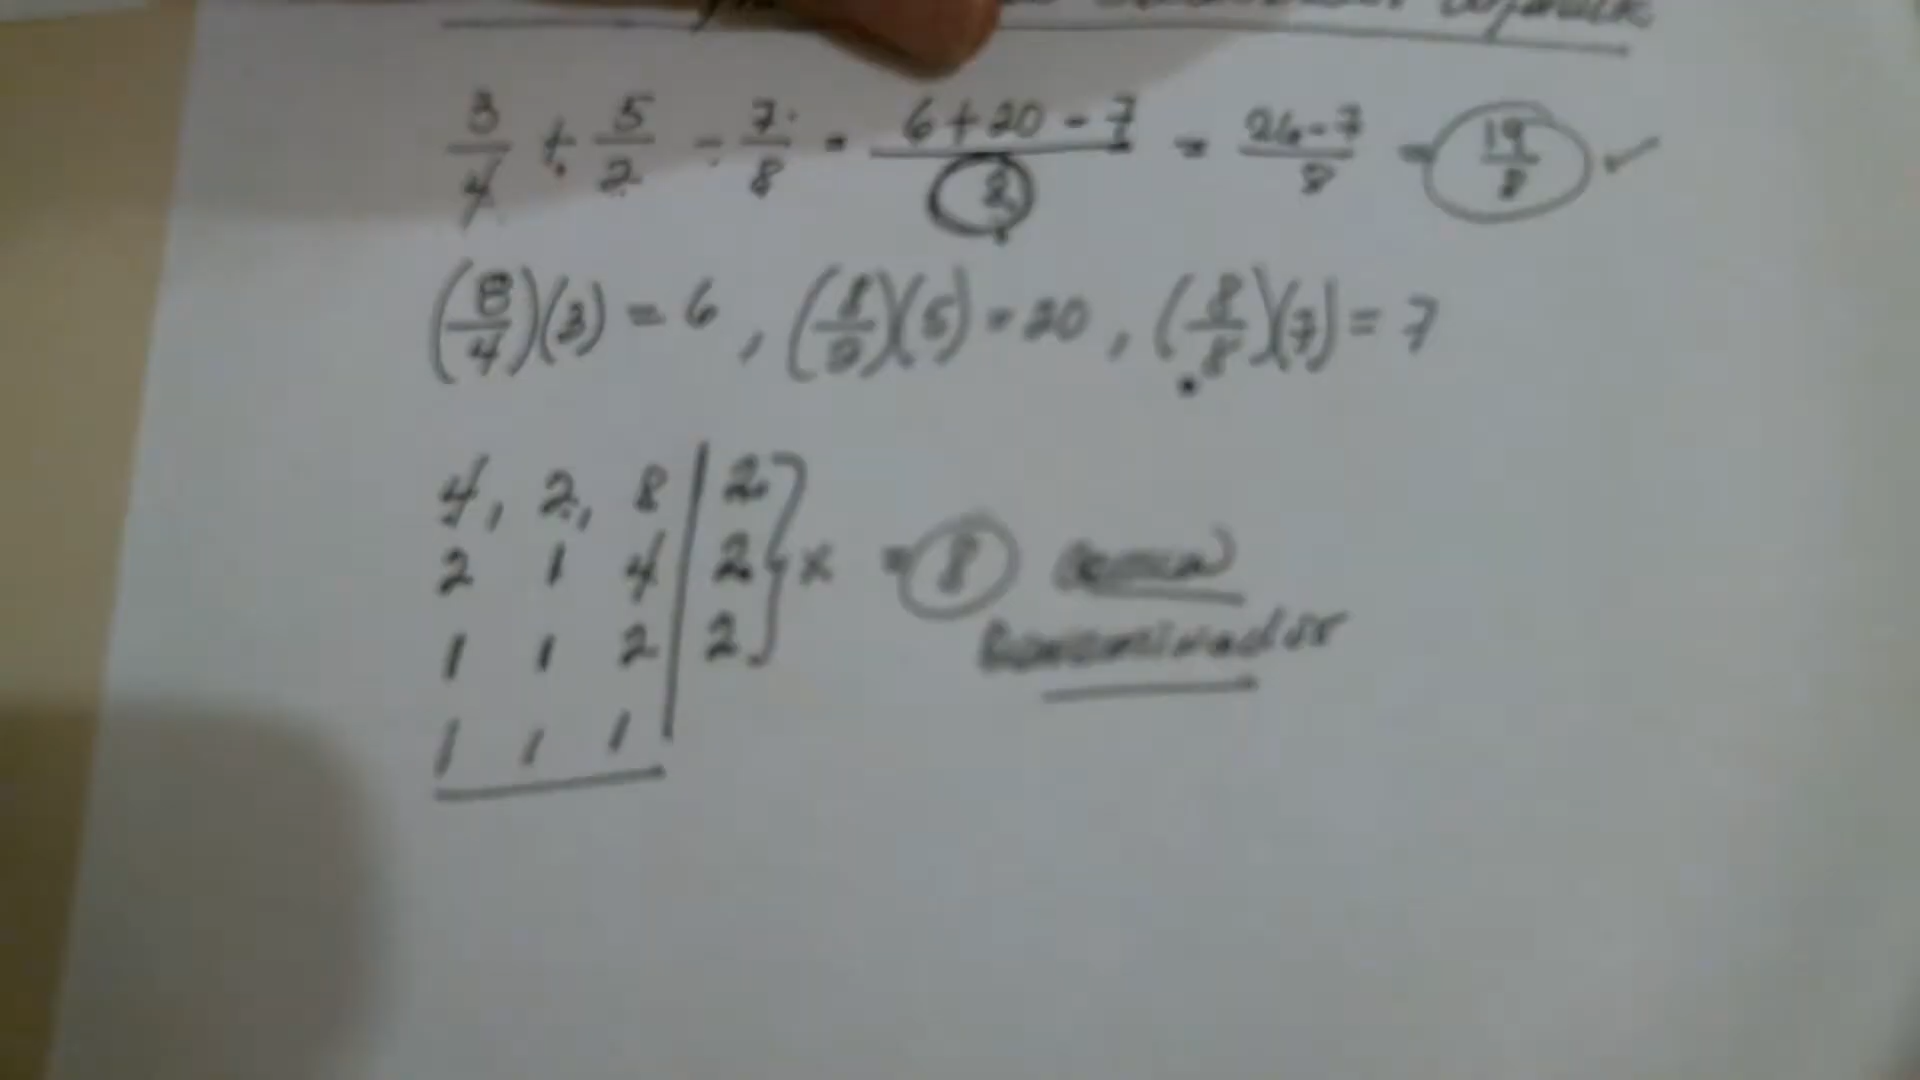 3/4 + 5/2 - 7/8 = (6+20-7)/8 = (26-7)/8 = 19/8 ✓
(8/4)(3) = 6 , (8/2)(5) = 20 , (8/8)(7) = 7
4, 2, 8 | 2
2 1 4 | 2 } x = 8
1 1 2 | 2
1 1 1
Denominador